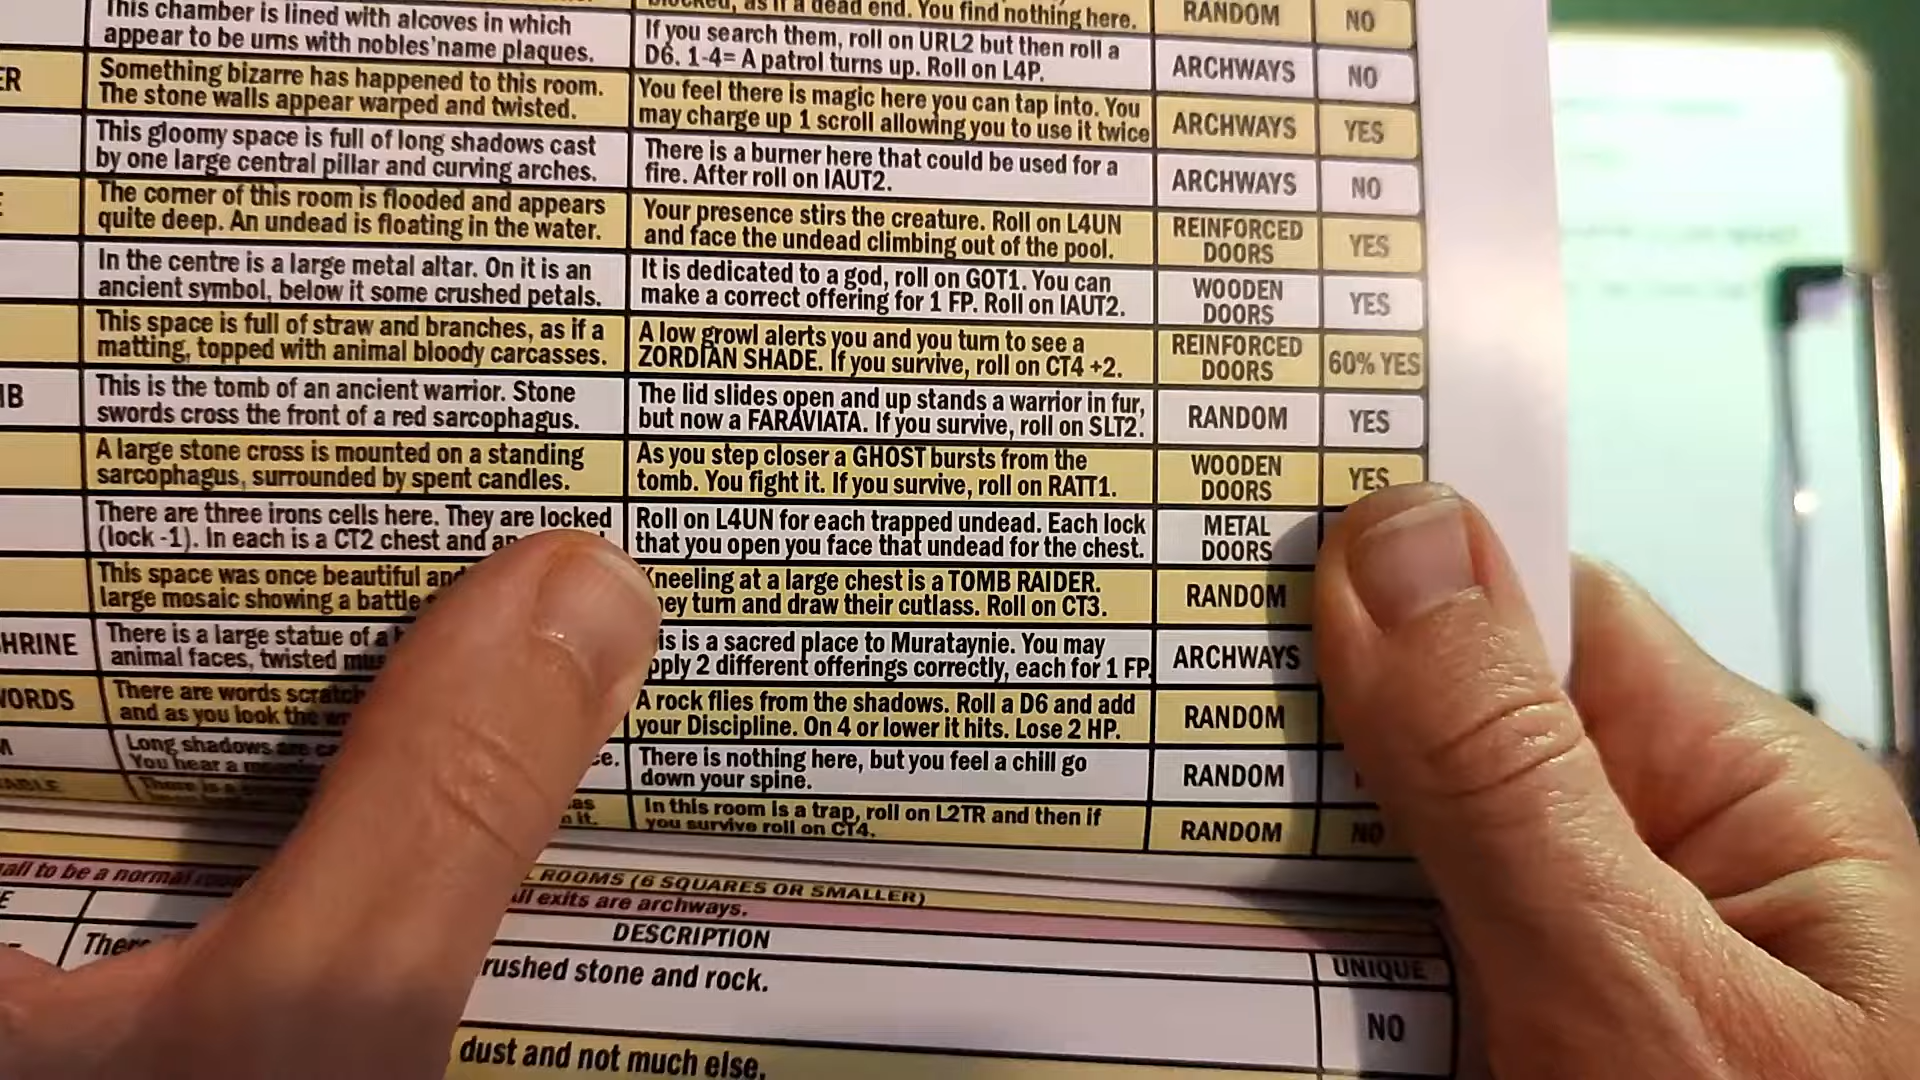 blocked, as if a dead end. You find nothing here.
RANDOM
NO
This chamber is lined with alcoves in which
appear to be urns with nobles'name plaques.
If you search them, roll on URL2 but then roll a
D6. 1-4= A patrol turns up. Roll on L4P.
ARCHWAYS
NO
ER
Something bizarre has happened to this room.
The stone walls appear warped and twisted.
You feel there is magic here you can tap into. You
may charge up 1 scroll allowing you to use it twice
ARCHWAYS
YES
This gloomy space is full of long shadows cast
by one large central pillar and curving arches.
There is a burner here that could be used for a
fire. After roll on IAUT2.
ARCHWAYS
NO
E
The corner of this room is flooded and appears
quite deep. An undead is floating in the water.
Your presence stirs the creature. Roll on L4UN
and face the undead climbing out of the pool.
REINFORCED
DOORS
YES
In the centre is a large metal altar. On it is an
ancient symbol, below it some crushed petals.
It is dedicated to a god, roll on GOT1. You can
make a correct offering for 1 FP. Roll on IAUT2.
WOODEN
DOORS
YES
This space is full of straw and branches, as if a
matting, topped with animal bloody carcasses.
A low growl alerts you and you turn to see a
ZORDIAN SHADE. If you survive, roll on CT4 +2.
REINFORCED
DOORS
60% YES
MB
This is the tomb of an ancient warrior. Stone
swords cross the front of a red sarcophagus.
The lid slides open and up stands a warrior in fur,
but now a FARAVIATA. If you survive, roll on SLT2.
RANDOM
YES
A large stone cross is mounted on a standing
sarcophagus, surrounded by spent candles.
As you step closer a GHOST bursts from the
tomb. You fight it. If you survive, roll on RATT1.
WOODEN
DOORS
YES
There are three irons cells here. They are locked
(lock -1). In each is a CT2 chest and an
Roll on L4UN for each trapped undead. Each lock
that you open you face that undead for the chest.
METAL
DOORS
This space was once beautiful and
large mosaic showing a battle
Kneeling at a large chest is a TOMB RAIDER.
hey turn and draw their cutlass. Roll on CT3.
RANDOM
HRINE
There is a large statue of a
animal faces, twisted
is is a sacred place to Murataynie. You may
pply 2 different offerings correctly, each for 1 FP.
ARCHWAYS
WORDS
There are words scratch
and as you look the
A rock flies from the shadows. Roll a D6 and add
your Discipline. On 4 or lower it hits. Lose 2 HP.
RANDOM
M
Long shadows are
You hear a
ce.
There is nothing here, but you feel a chill go
down your spine.
RANDOM
ABLE
There is a
as
n it.
In this room is a trap, roll on L2TR and then if
you survive roll on CT4.
RANDOM
NO
ROOMS (6 SQUARES OR SMALLER)
all to be a normal
all exits are archways.
E
DESCRIPTION
UNIQUE
There
rushed stone and rock.
NO
dust and not much else.